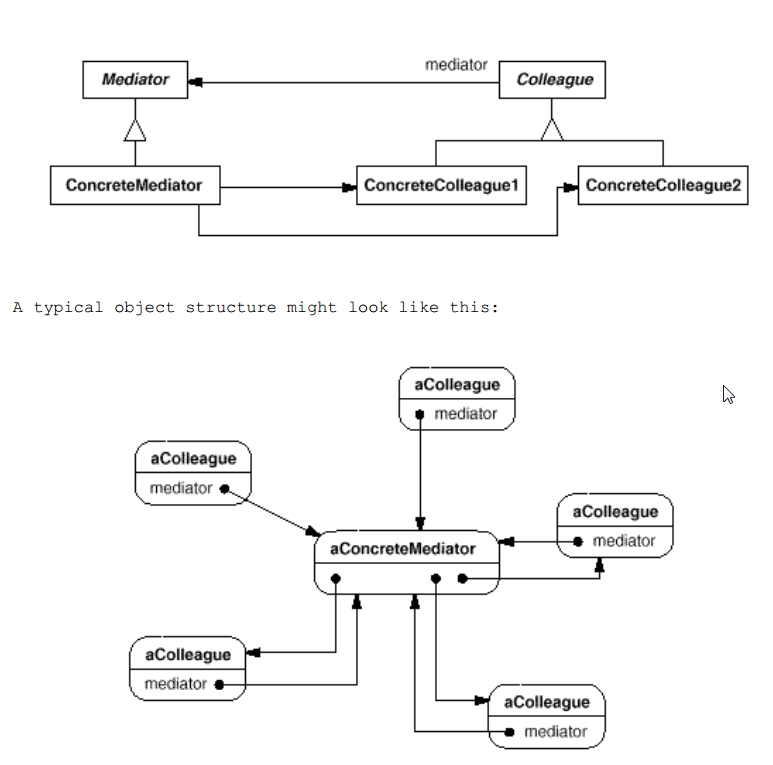 mediator
Mediator
Colleague
ConcreteMediator
ConcreteColleague1
ConcreteColleague2
A typical object structure might look like this:
aColleague
mediator
aColleague
mediator
aColleague
mediator
aConcreteMediator
aColleague
mediator
aColleague
mediator